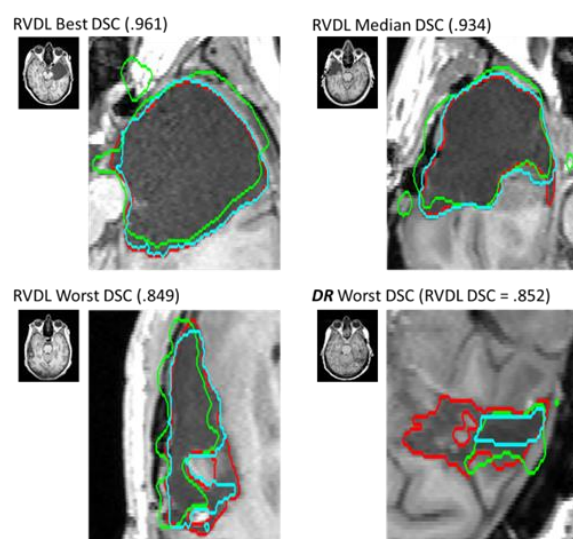 RVDL Best DSC (.961)
RVDL Median DSC (.934)
RVDL Worst DSC (.849)
DR Worst DSC (RVDL DSC = .852)